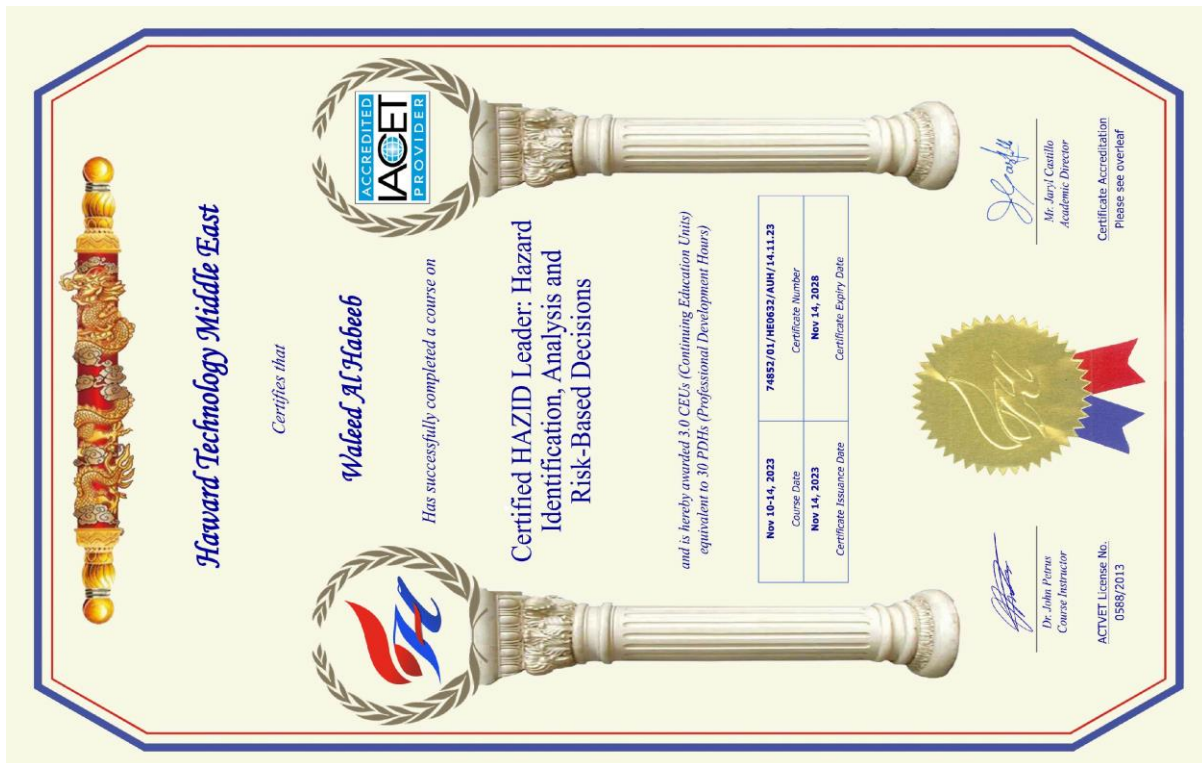 Haward Technology Middle East
Certifies that
Waleed Al Habeeb
ACCREDITED
IACET
PROVIDER
Has successfully completed a course on
Certified HAZID Leader: Hazard
Identification, Analysis and
Risk-Based Decisions
and is hereby awarded 3.0 CEUs (Continuing Education Units)
equivalent to 30 PDHs (Professional Development Hours)
Nov 10-14, 2023 74852/01/HE0632/AUH/14.11.23
Course Date Certificate Number
Nov 14, 2023 Nov 14, 2028
Certificate Issuance Date Certificate Expiry Date
Dr. John Petrus
Course Instructor
ACTVET License No.
0588/2013
Mr. Jaryl Castillo
Academic Director
Certificate Accreditation
Please see overleaf